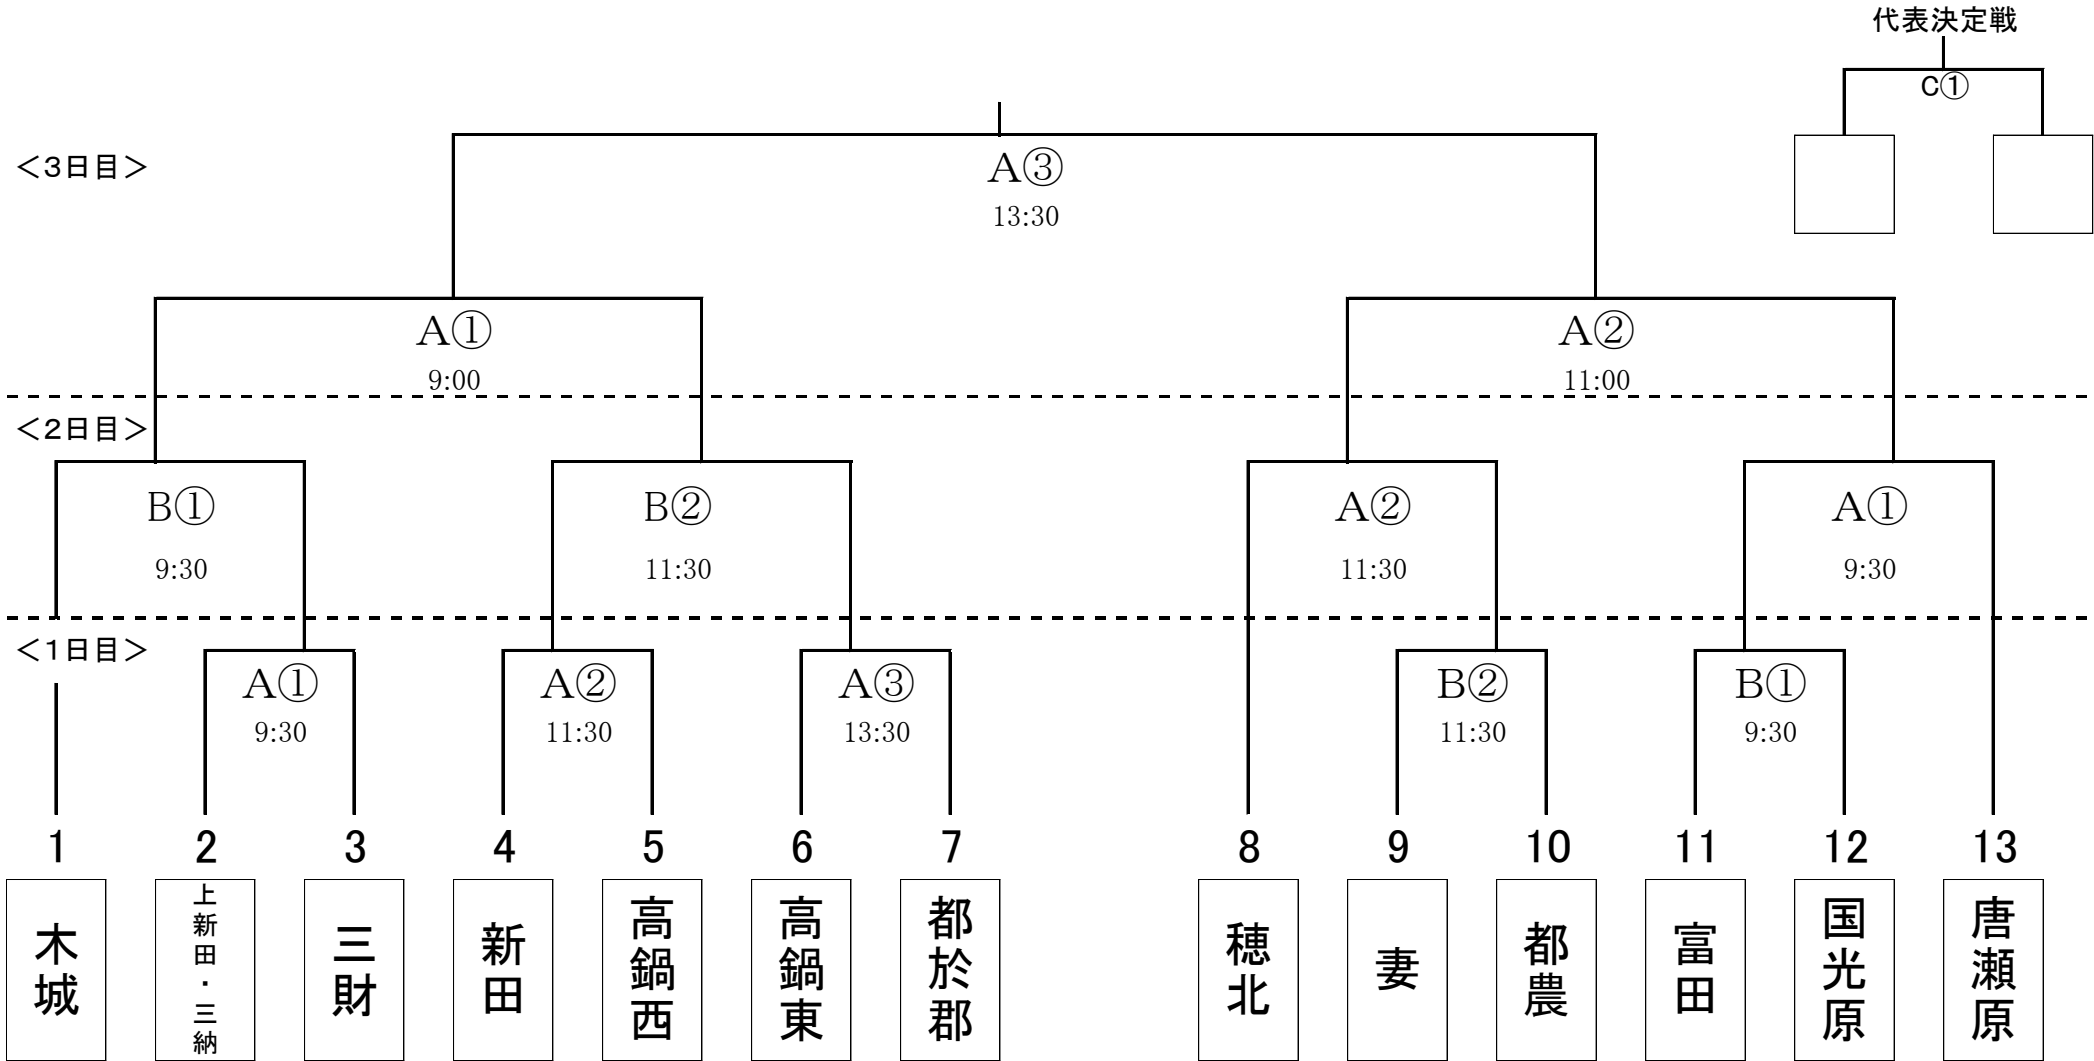 代表決定戦
C①
＜3日目＞
A③
13:30
A①
9:00
A②
11:00
＜2日目＞
B①
9:30
B②
11:30
A②
11:30
A①
9:30
＜1日目＞
A①
9:30
A②
11:30
A③
13:30
B②
11:30
B①
9:30
1
2
3
4
5
6
7
8
9
10
11
12
13
木城
上新田・三納
三財
新田
高鍋西
高鍋東
都於郡
穂北
妻
都農
富田
国光原
唐瀬原